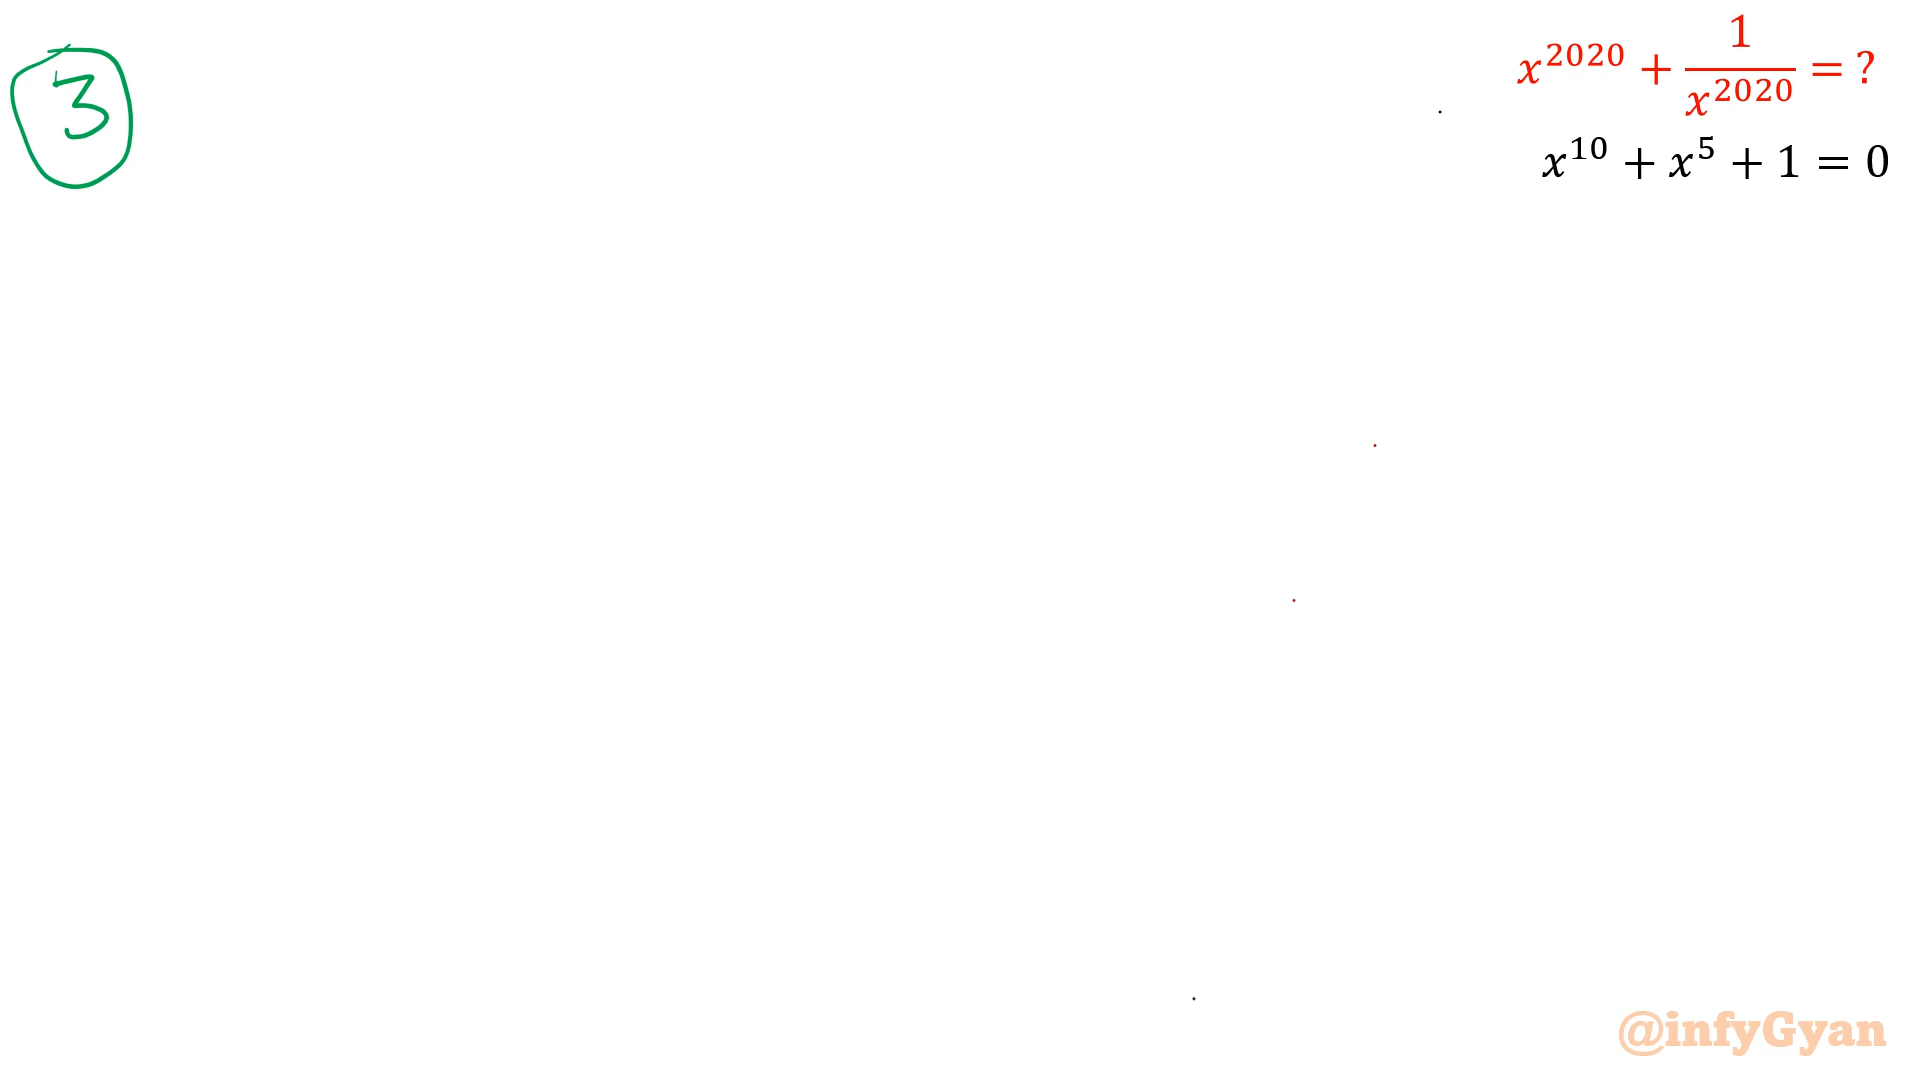 3
x^2020 + 1/x^2020 = ?
x^10 + x^5 + 1 = 0
@infyGyan